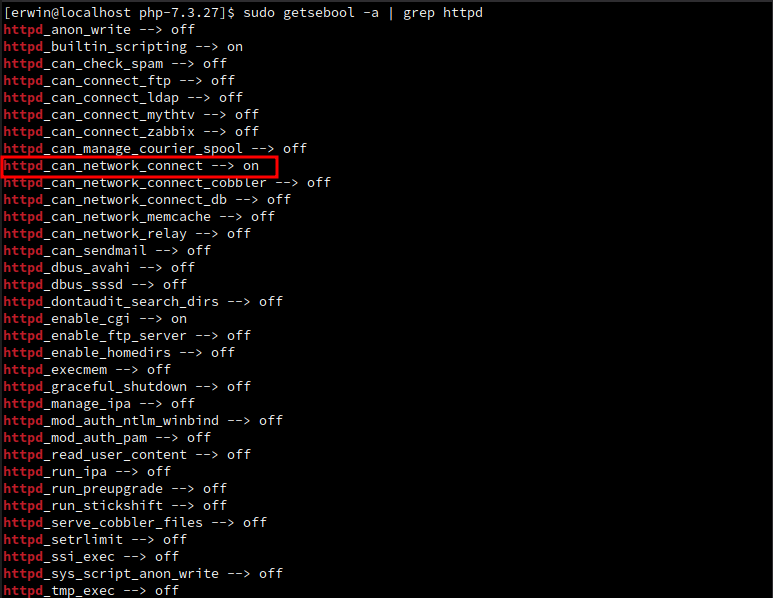 [erwin@localhost php-7.3.27]$ sudo getsebool -a | grep httpd
httpd_anon_write --> off
httpd_builtin_scripting --> on
httpd_can_check_spam --> off
httpd_can_connect_ftp --> off
httpd_can_connect_ldap --> off
httpd_can_connect_mythtv --> off
httpd_can_connect_zabbix --> off
httpd_can_manage_courier_spool --> off
httpd_can_network_connect --> on
httpd_can_network_connect_cobbler --> off
httpd_can_network_connect_db --> off
httpd_can_network_memcache --> off
httpd_can_network_relay --> off
httpd_can_sendmail --> off
httpd_dbus_avahi --> off
httpd_dbus_sssd --> off
httpd_dontaudit_search_dirs --> off
httpd_enable_cgi --> on
httpd_enable_ftp_server --> off
httpd_enable_homedirs --> off
httpd_execmem --> off
httpd_graceful_shutdown --> off
httpd_manage_ipa --> off
httpd_mod_auth_ntlm_winbind --> off
httpd_mod_auth_pam --> off
httpd_read_user_content --> off
httpd_run_ipa --> off
httpd_run_preupgrade --> off
httpd_run_stickshift --> off
httpd_serve_cobbler_files --> off
httpd_setrlimit --> off
httpd_ssi_exec --> off
httpd_sys_script_anon_write --> off
httpd_tmp_exec --> off